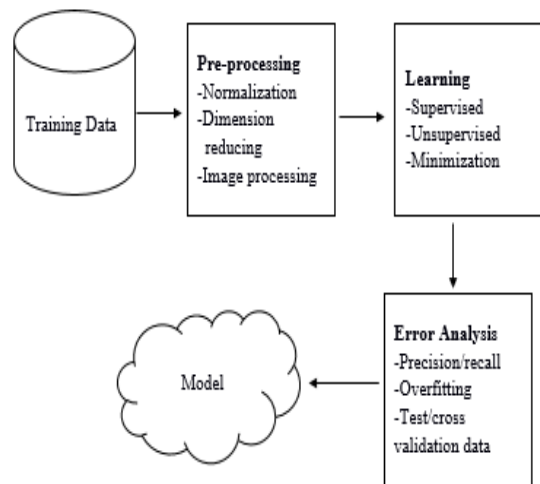 Training Data
Pre-processing
-Normalization
-Dimension
reducing
-Image processing
Learning
-Supervised
-Unsupervised
-Minimization
Error Analysis
-Precision/recall
-Overfitting
-Test/cross
validation data
Model